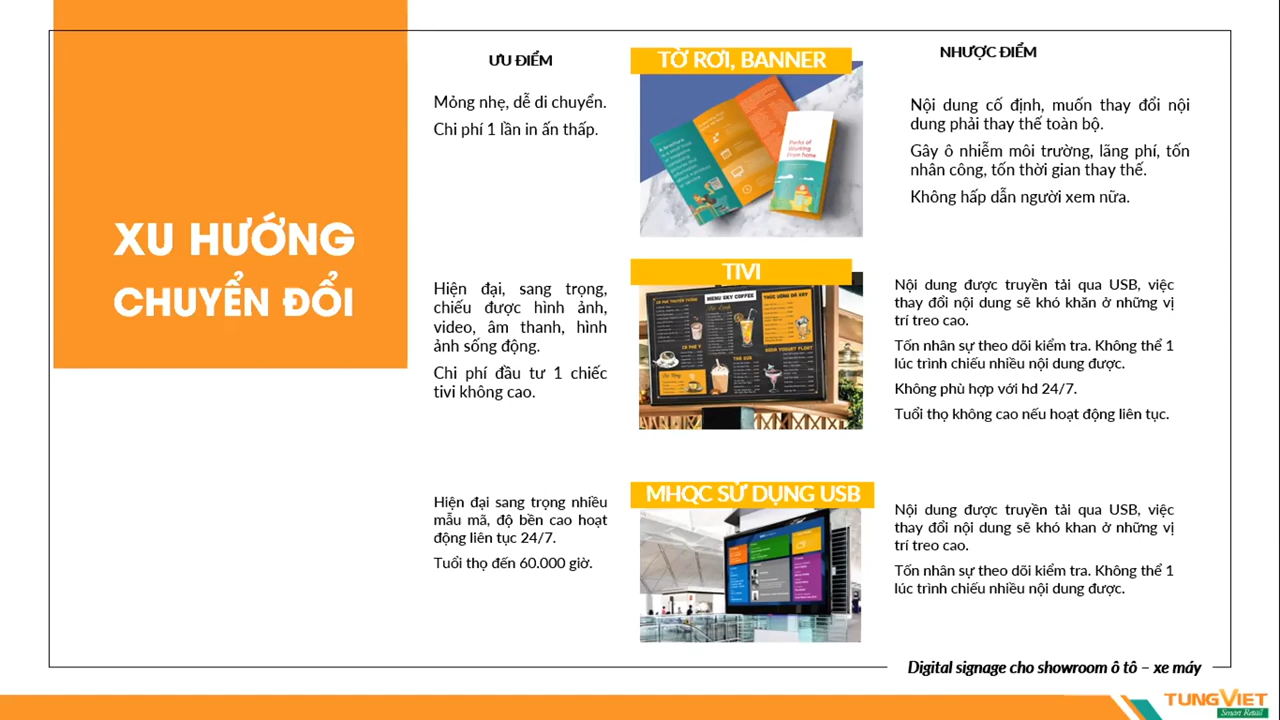 XU HƯỚNG
CHUYỂN ĐỔI
ƯU ĐIỂM
TỜ RƠI, BANNER
NHƯỢC ĐIỂM
Mỏng nhẹ, dễ di chuyển.
Chi phí 1 lần in ấn thấp.
Perks of
Working
From home
Nội dung cố định, muốn thay đổi nội
dung phải thay thế toàn bộ.
Gây ô nhiễm môi trường, lãng phí, tốn
nhân công, tốn thời gian thay thế.
Không hấp dẫn người xem nữa.
TIVI
Hiện đại, sang trọng,
chiếu được hình ảnh,
video, âm thanh, hình
ảnh sống động.
Chi phí đầu tư 1 chiếc
tivi không cao.
MENU SKY COFFEE
Nội dung được truyền tải qua USB, việc
thay đổi nội dung sẽ khó khan ở những vị
trí treo cao.
Tốn nhân sự theo dõi kiểm tra. Không thể 1
lúc trình chiếu nhiều nội dung được.
Không phù hợp với hđ 24/7.
Tuổi thọ không cao nếu hoạt động liên tục.
MHQC SỬ DỤNG USB
Hiện đại sang trọng nhiều
mẫu mã, độ bền cao hoạt
động liên tục 24/7.
Tuổi thọ đến 60.000 giờ.
Nội dung được truyền tải qua USB, việc
thay đổi nội dung sẽ khó khan ở những vị
trí treo cao.
Tốn nhân sự theo dõi kiểm tra. Không thể 1
lúc trình chiếu nhiều nội dung được.
Digital signage cho showroom ô tô – xe máy
TUNGVIET
Smart Retail